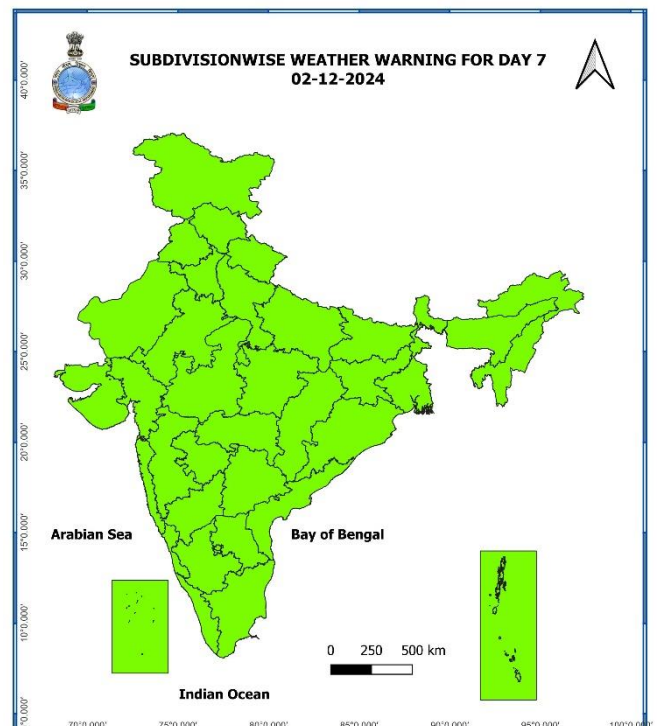 SUBDIVISIONWISE WEATHER WARNING FOR DAY 7
02-12-2024
40°0.000'
35°0.000'
30°0.000'
25°0.000'
20°0.000'
15°0.000'
10°0.000'
°0.000'
Arabian Sea
Bay of Bengal
0 250 500 km
Indian Ocean
70°0.000' 75°0.000' 80°0.000' 85°0.000' 90°0.000' 95°0.000' 100°0.000'